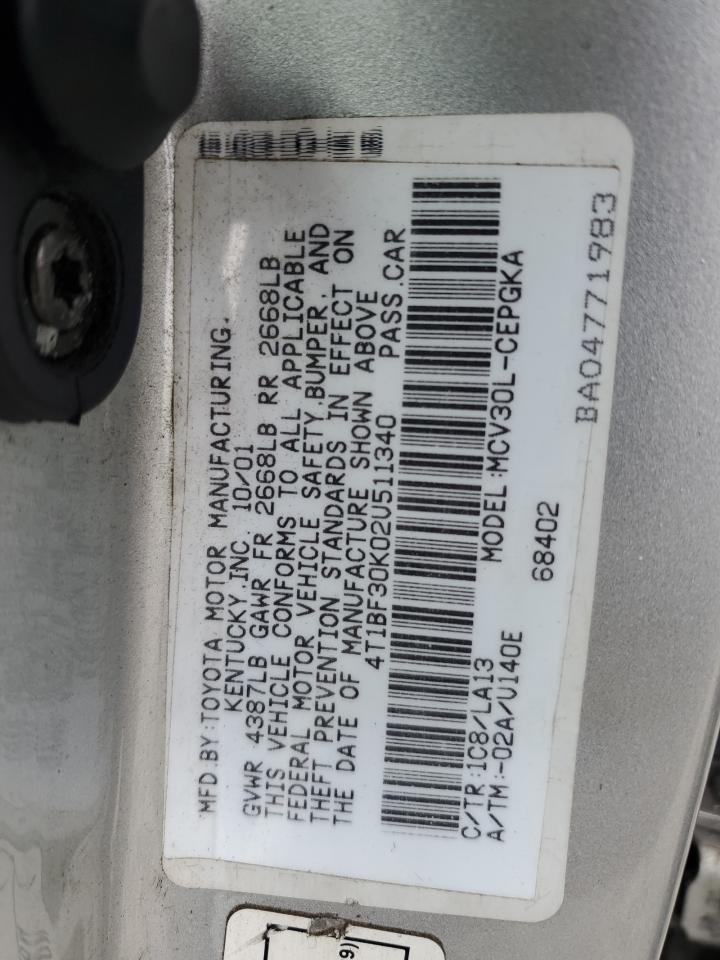 MFD.BY:TOYOTA MOTOR MANUFACTURING,
KENTUCKY,INC. 10/01
GVWR 4387LB GAWR FR 2668LB RR 2668LB
THIS VEHICLE CONFORMS TO ALL APPLICABLE
FEDERAL MOTOR VEHICLE SAFETY,BUMPER, AND
THEFT PREVENTION STANDARDS IN EFFECT ON
THE DATE OF MANUFACTURE SHOWN ABOVE
4T1BF30K02U511340 PASS.CAR
C/TR:1C8/LA13 MODEL:MCV30L-CEPGKA
A/TM:-02A/U140E
68402
BA04771983
9)